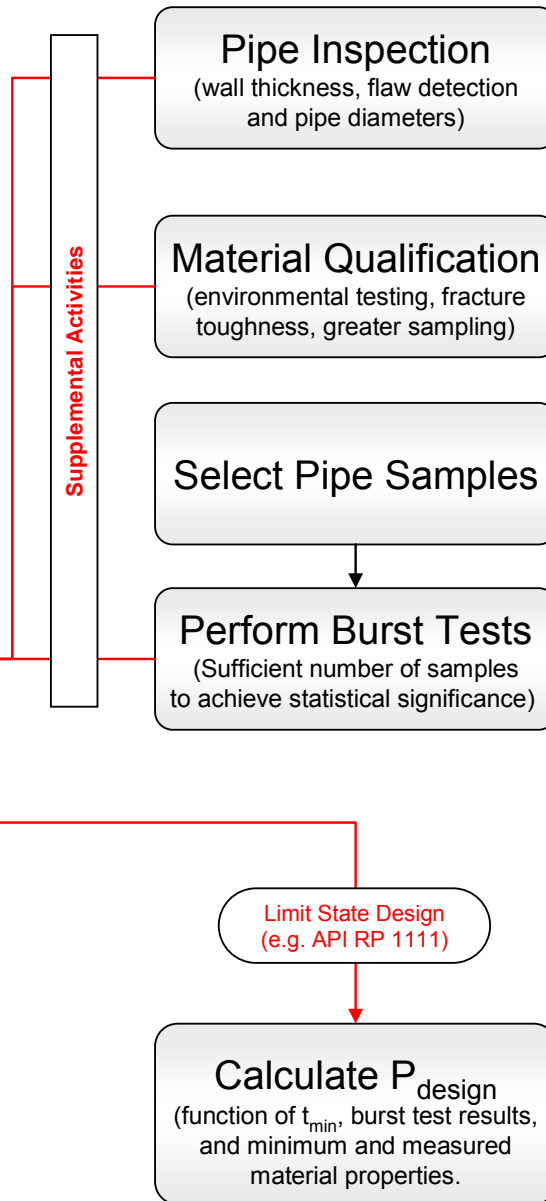 Pipe Inspection
(wall thickness, flaw detection
and pipe diameters)
Supplemental Activities
Material Qualification
(environmental testing, fracture
toughness, greater sampling)
Select Pipe Samples
Perform Burst Tests
(Sufficient number of samples
to achieve statistical significance)
Limit State Design
(e.g. API RP 1111)
Calculate Pdesign
(function of tmin, burst test results,
and minimum and measured
material properties.